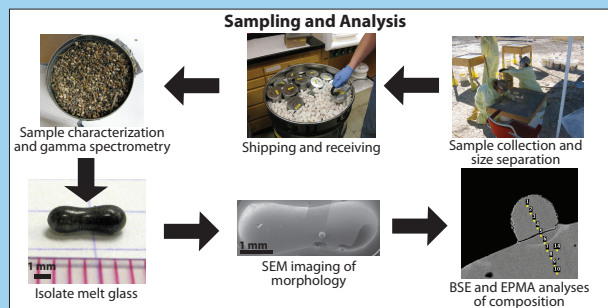 Sampling and Analysis
Sample characterization
and gamma spectrometry
Shipping and receiving
Sample collection and
size separation
1 mm
Isolate melt glass
1 mm
SEM imaging of
morphology
BSE and EPMA analyses
of composition